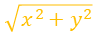 √(x² + y²)